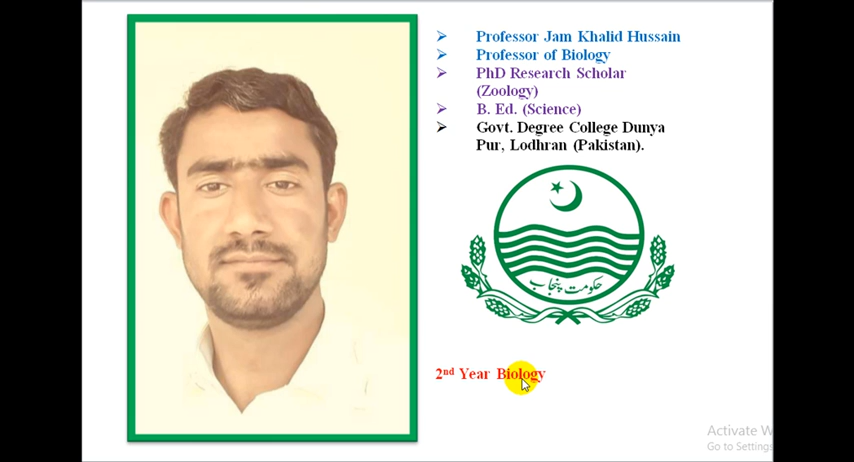 Professor Jam Khalid Hussain
Professor of Biology
PhD Research Scholar
(Zoology)
B. Ed. (Science)
Govt. Degree College Dunya
Pur, Lodhran (Pakistan).
حکومت پنجاب
2nd Year Biology
Activate W
Go to Settings